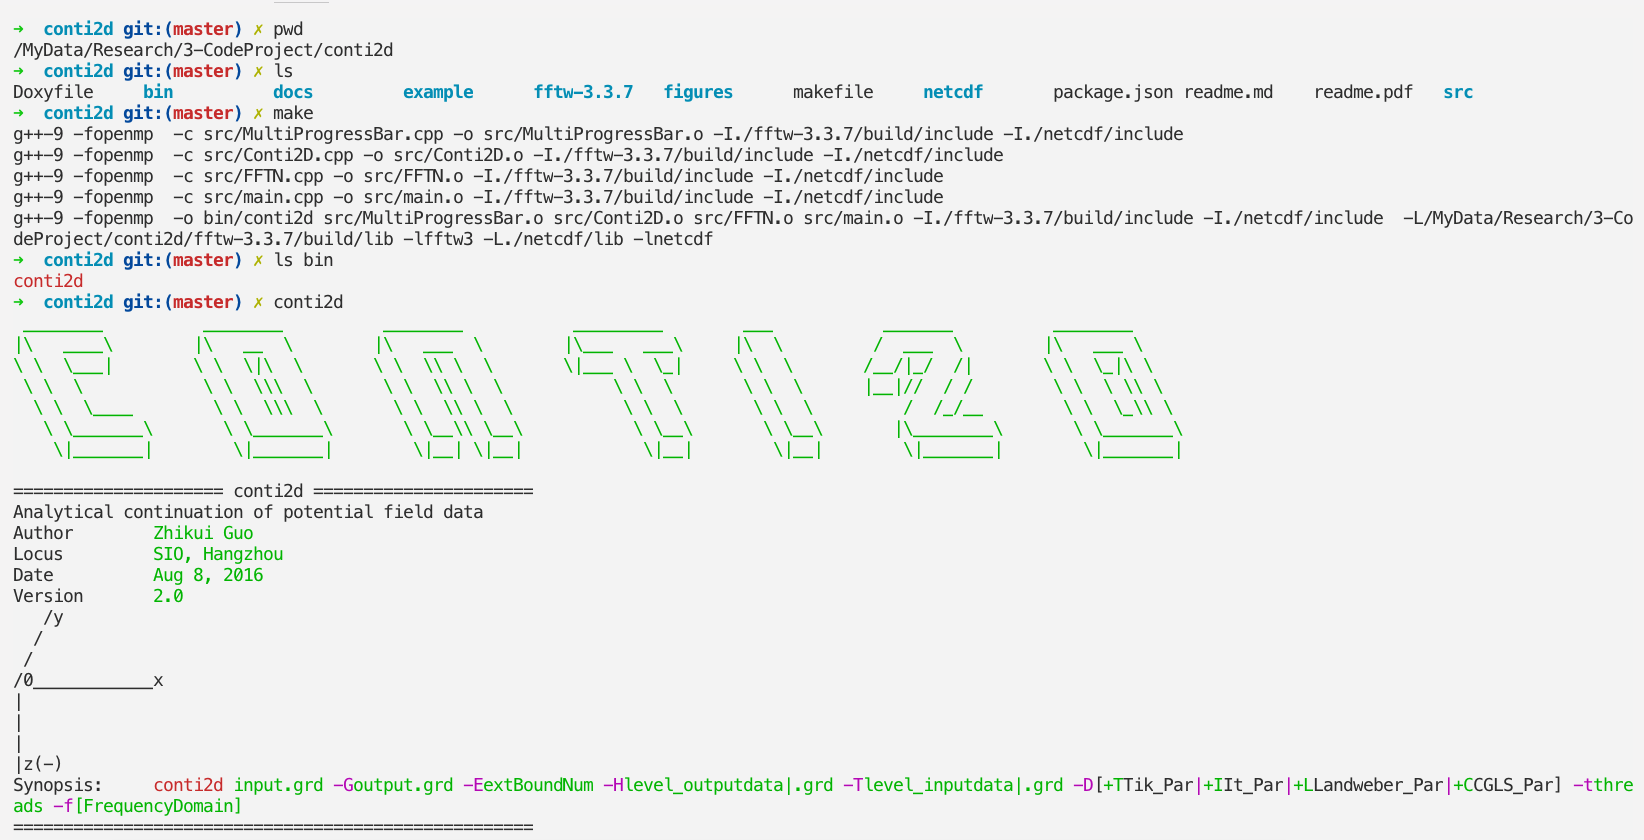 → conti2d git:(master) ✗ pwd
/MyData/Research/3-CodeProject/conti2d
→ conti2d git:(master) ✗ ls
Doxyfile bin docs example fftw-3.3.7 figures makefile netcdf package.json readme.md readme.pdf src
→ conti2d git:(master) ✗ make
g++-9 -fopenmp  -c src/MultiProgressBar.cpp -o src/MultiProgressBar.o -I./fftw-3.3.7/build/include -I./netcdf/include
g++-9 -fopenmp  -c src/Conti2D.cpp -o src/Conti2D.o -I./fftw-3.3.7/build/include -I./netcdf/include
g++-9 -fopenmp  -c src/FFTN.cpp -o src/FFTN.o -I./fftw-3.3.7/build/include -I./netcdf/include
g++-9 -fopenmp  -c src/main.cpp -o src/main.o -I./fftw-3.3.7/build/include -I./netcdf/include
g++-9 -fopenmp  -o bin/conti2d src/MultiProgressBar.o src/Conti2D.o src/FFTN.o src/main.o -I./fftw-3.3.7/build/include -I./netcdf/include  -L/MyData/Research/3-Co
deProject/conti2d/fftw-3.3.7/build/lib -lfftw3 -L./netcdf/lib -lnetcdf
→ conti2d git:(master) ✗ ls bin
conti2d
→ conti2d git:(master) ✗ conti2d
CONTI2D
===================== conti2d ======================
Analytical continuation of potential field data
Author Zhikui Guo
Locus SIO, Hangzhou
Date Aug 8, 2016
Version 2.0
/y
/
/
/0____________x
|
|
|
|z(-)
Synopsis: conti2d input.grd -Goutput.grd -EextBoundNum -Hlevel_outputdata|.grd -Tlevel_inputdata|.grd -D[+TTik_Par|+IIt_Par|+LLandweber_Par|+CCGLS_Par] -tthre
ads -f[FrequencyDomain]
====================================================